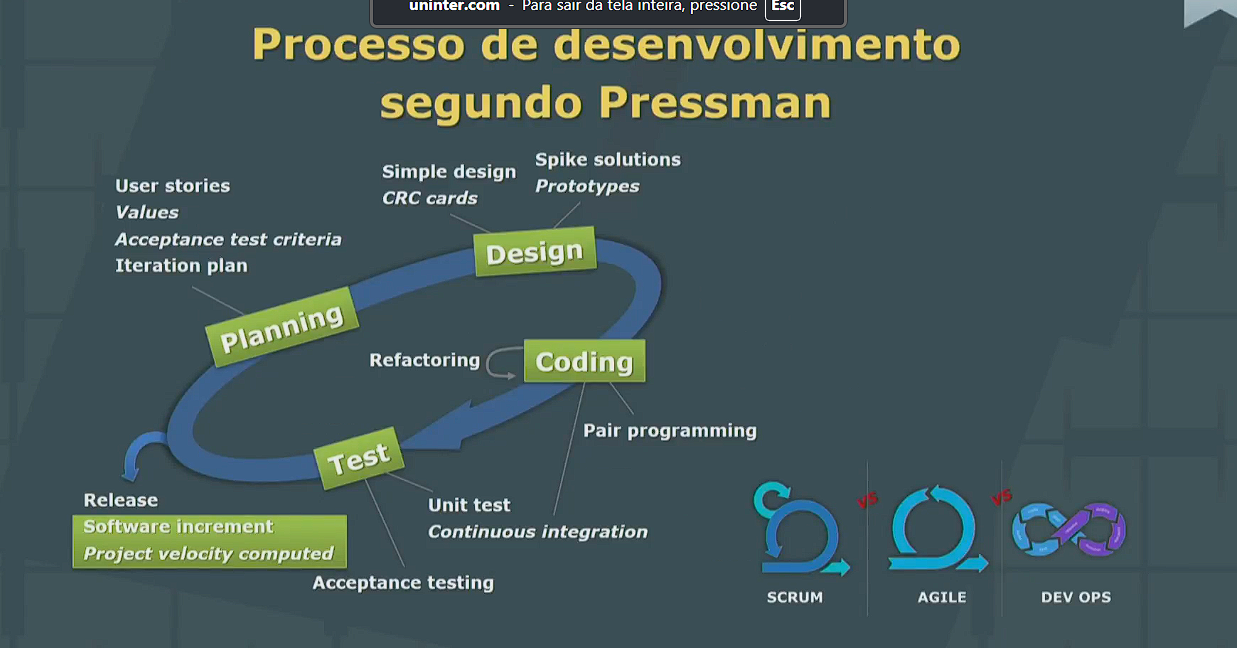 uninter.com - Para sair da tela inteira, pressione Esc
Processo de desenvolvimento
segundo Pressman
Simple design
CRC cards
Spike solutions
Prototypes
User stories
Values
Acceptance test criteria
Iteration plan
Design
Planning
Refactoring
Coding
Pair programming
Test
Release
Software increment
Project velocity computed
Unit test
Continuous integration
Acceptance testing
VS
VS
SCRUM
AGILE
DEV OPS